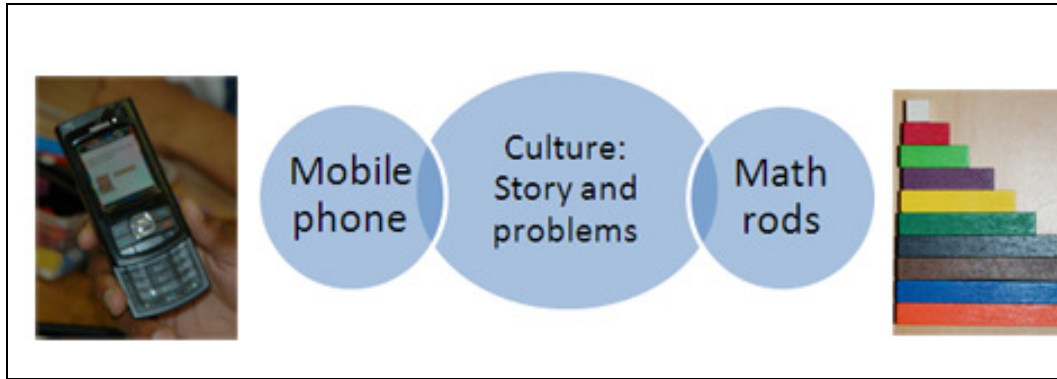 Mobile
phone
Culture:
Story and
problems
Math
rods